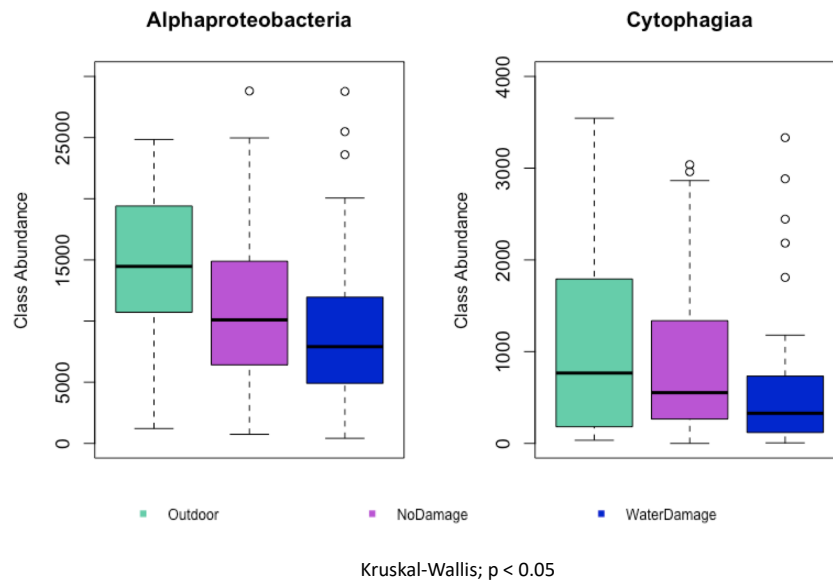 Alphaproteobacteria
Class Abundance
25000
15000
5000
0
Cytophagiaa
Class Abundance
4000
3000
2000
1000
0
Outdoor NoDamage WaterDamage
Kruskal-Wallis; p < 0.05